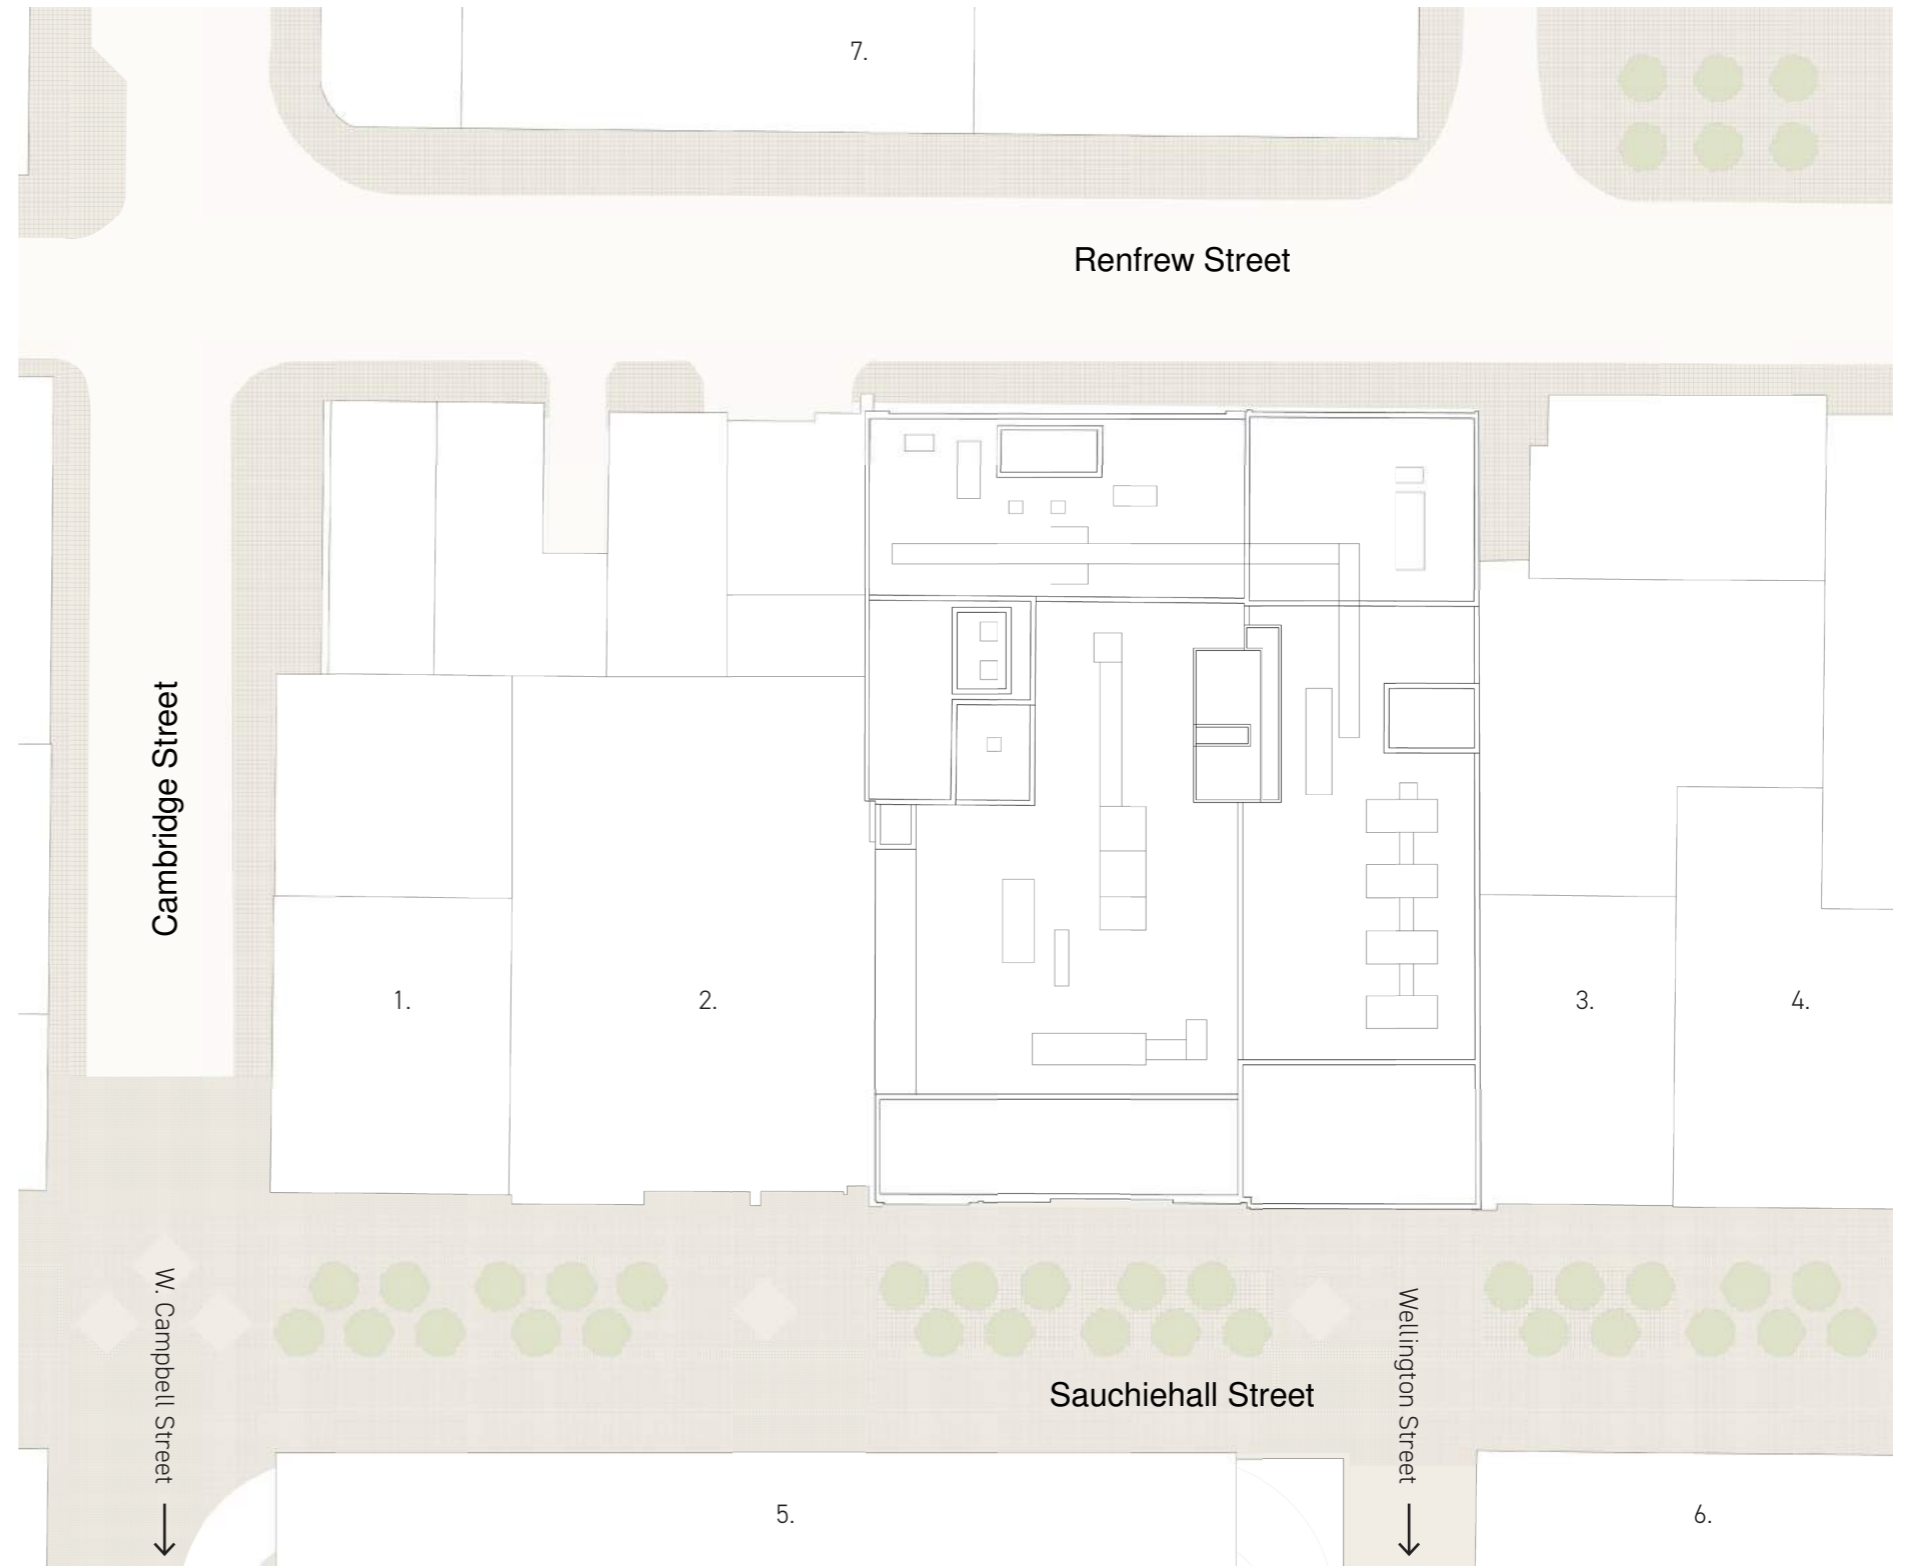 7.
Renfrew Street
Cambridge Street
1.
2.
3.
4.
W. Campbell Street
Wellington Street
Sauchiehall Street
5.
6.